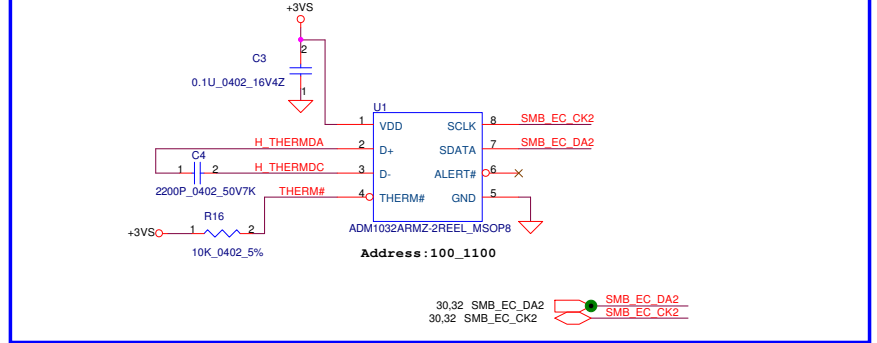 +3VS
2
C3
0.1U_0402_16V4Z
1
U1
1 VDD SCLK 8 SMB_EC_CK2
H_THERMDA 2 D+ SDATA 7 SMB_EC_DA2
C4
1 2 H_THERMDC 3 D- ALERT# 6
2200P_0402_50V7K
THERM# 4 THERM# GND 5
R16
+3VS 1 2
10K_0402_5%
ADM1032ARMZ-2REEL_MSOP8
Address:100_1100
30,32 SMB_EC_DA2 SMB_EC_DA2
30,32 SMB_EC_CK2 SMB_EC_CK2